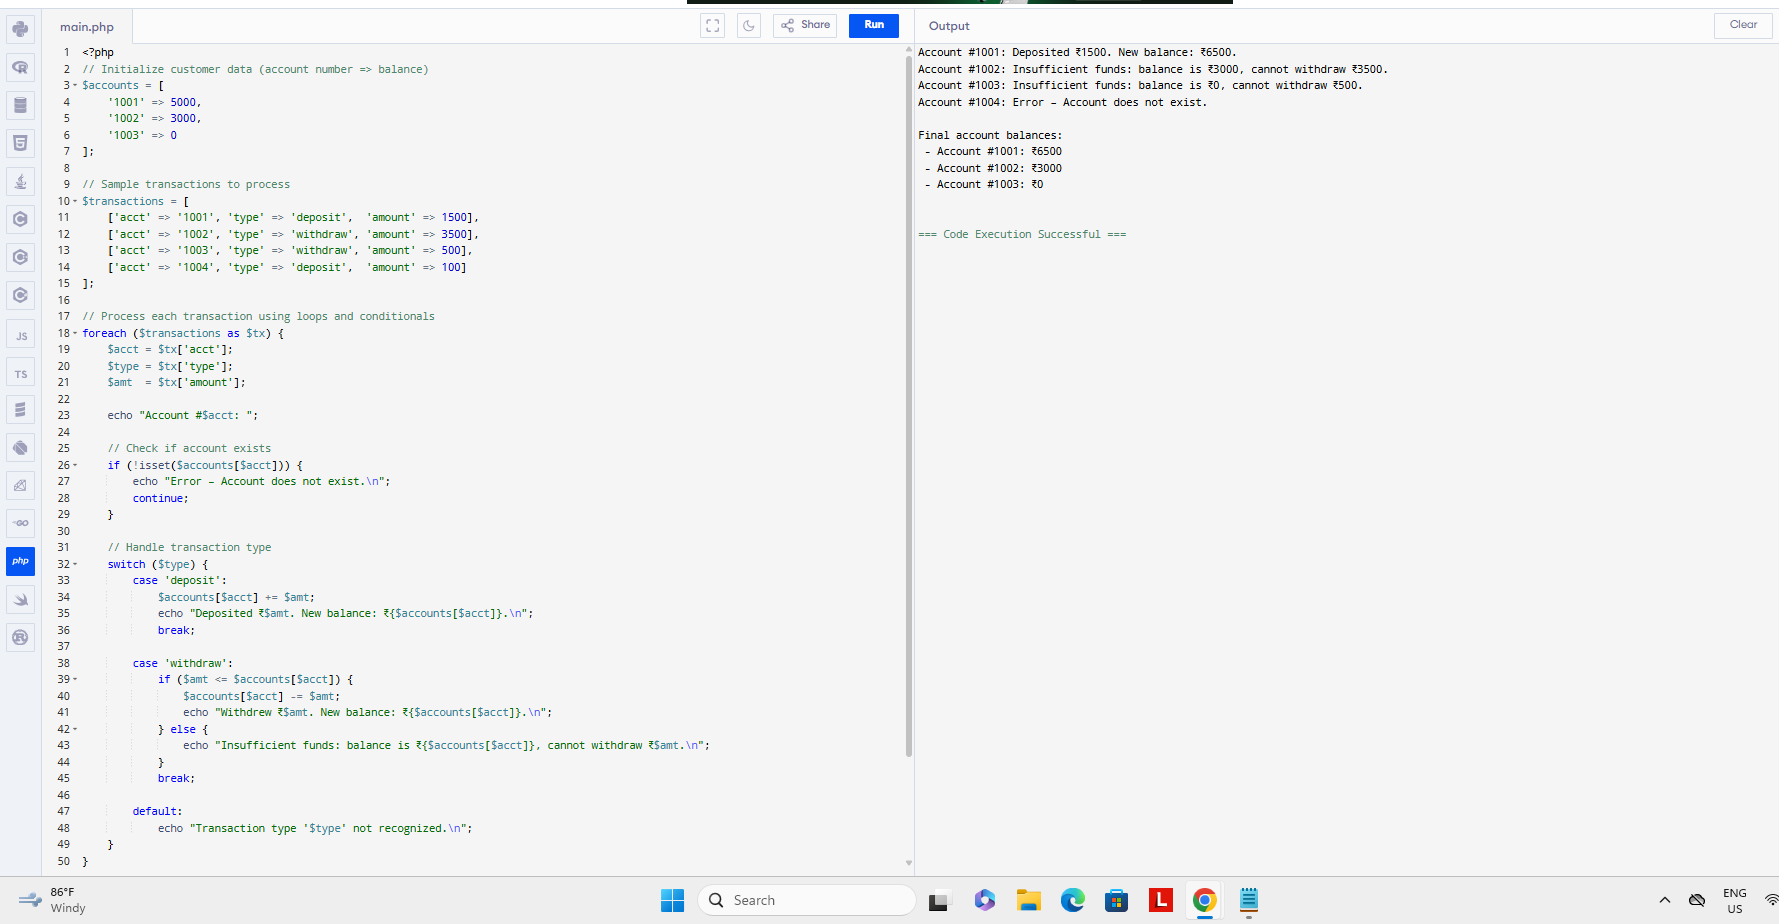 main.php
Share
Run
Output
Clear
1 <?php
2 // Initialize customer data (account number => balance)
3 $accounts = [
4     '1001' => 5000,
5     '1002' => 3000,
6     '1003' => 0
7 ];
8
9 // Sample transactions to process
10 $transactions = [
11     ['acct' => '1001', 'type' => 'deposit',  'amount' => 1500],
12     ['acct' => '1002', 'type' => 'withdraw', 'amount' => 3500],
13     ['acct' => '1003', 'type' => 'withdraw', 'amount' => 500],
14     ['acct' => '1004', 'type' => 'deposit',  'amount' => 100]
15 ];
16
17 // Process each transaction using loops and conditionals
18 foreach ($transactions as $tx) {
19     $acct = $tx['acct'];
20     $type = $tx['type'];
21     $amt  = $tx['amount'];
22
23     echo "Account #$acct: ";
24
25     // Check if account exists
26     if (!isset($accounts[$acct])) {
27         echo "Error – Account does not exist.\n";
28         continue;
29     }
30
31     // Handle transaction type
32     switch ($type) {
33         case 'deposit':
34             $accounts[$acct] += $amt;
35             echo "Deposited ₹$amt. New balance: ₹{$accounts[$acct]}.\n";
36             break;
37
38         case 'withdraw':
39             if ($amt <= $accounts[$acct]) {
40                 $accounts[$acct] -= $amt;
41                 echo "Withdrew ₹$amt. New balance: ₹{$accounts[$acct]}.\n";
42             } else {
43                 echo "Insufficient funds: balance is ₹{$accounts[$acct]}, cannot withdraw ₹$amt.\n";
44             }
45             break;
46
47         default:
48             echo "Transaction type '$type' not recognized.\n";
49     }
50 }
Account #1001: Deposited ₹1500. New balance: ₹6500.
Account #1002: Insufficient funds: balance is ₹3000, cannot withdraw ₹3500.
Account #1003: Insufficient funds: balance is ₹0, cannot withdraw ₹500.
Account #1004: Error – Account does not exist.
Final account balances:
 - Account #1001: ₹6500
 - Account #1002: ₹3000
 - Account #1003: ₹0
=== Code Execution Successful ===
JS
TS
GO
php
86°F
Windy
Search
L
ENG
US